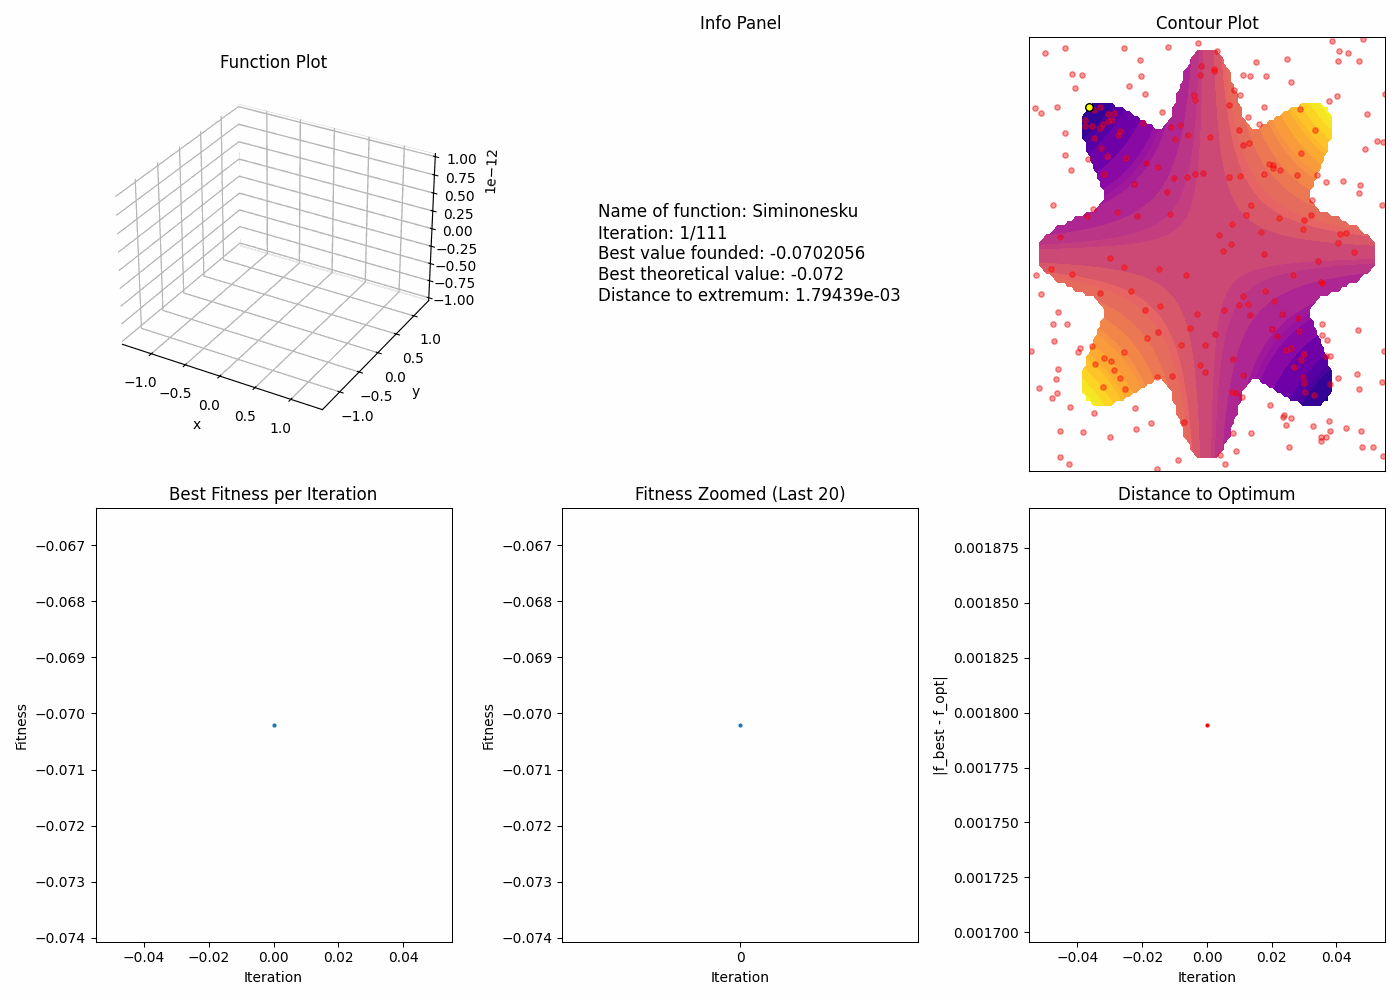 Info Panel
Contour Plot
Function Plot
1.00
0.75
0.50
0.25
0.00
−0.25
−0.50
−0.75
−1.00
1e−12
1.0
0.5
0.0
−0.5
−1.0
y
−1.0
−0.5
0.0
0.5
1.0
x
Name of function: Siminonesku
Iteration: 1/111
Best value founded: -0.0702056
Best theoretical value: -0.072
Distance to extremum: 1.79439e-03
Best Fitness per Iteration
−0.067
−0.068
−0.069
−0.070
−0.071
−0.072
−0.073
−0.074
Fitness
−0.04 −0.02 0.00 0.02 0.04
Iteration
Fitness Zoomed (Last 20)
−0.067
−0.068
−0.069
−0.070
−0.071
−0.072
−0.073
−0.074
Fitness
0
Iteration
Distance to Optimum
0.001875
0.001850
0.001825
0.001800
0.001775
0.001750
0.001725
0.001700
|f_best - f_opt|
−0.04 −0.02 0.00 0.02 0.04
Iteration